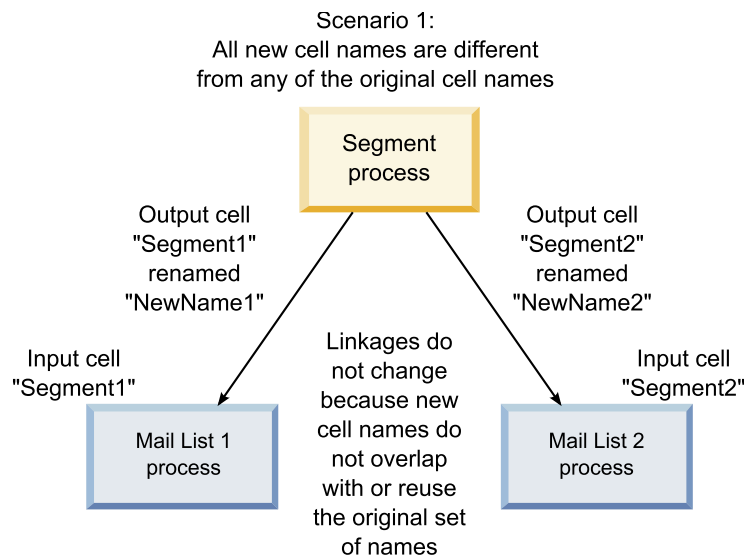 Scenario 1:
All new cell names are different
from any of the original cell names
Segment
process
Output cell
"Segment1"
renamed
"NewName1"
Output cell
"Segment2"
renamed
"NewName2"
Input cell
"Segment1"
Linkages do
not change
because new
cell names do
not overlap
with or reuse
the original set
of names
Input cell
"Segment2"
Mail List 1
process
Mail List 2
process